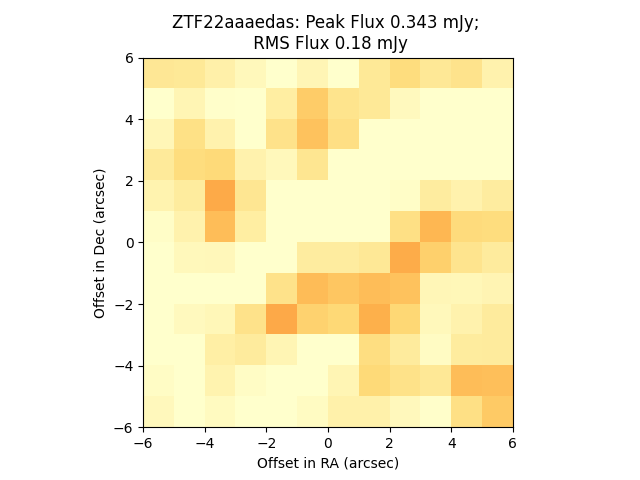 ZTF22aaaedas: Peak Flux 0.343 mJy;
RMS Flux 0.18 mJy
6
4
2
0
−2
−4
−6
Offset in Dec (arcsec)
−6 −4 −2 0 2 4 6
Offset in RA (arcsec)